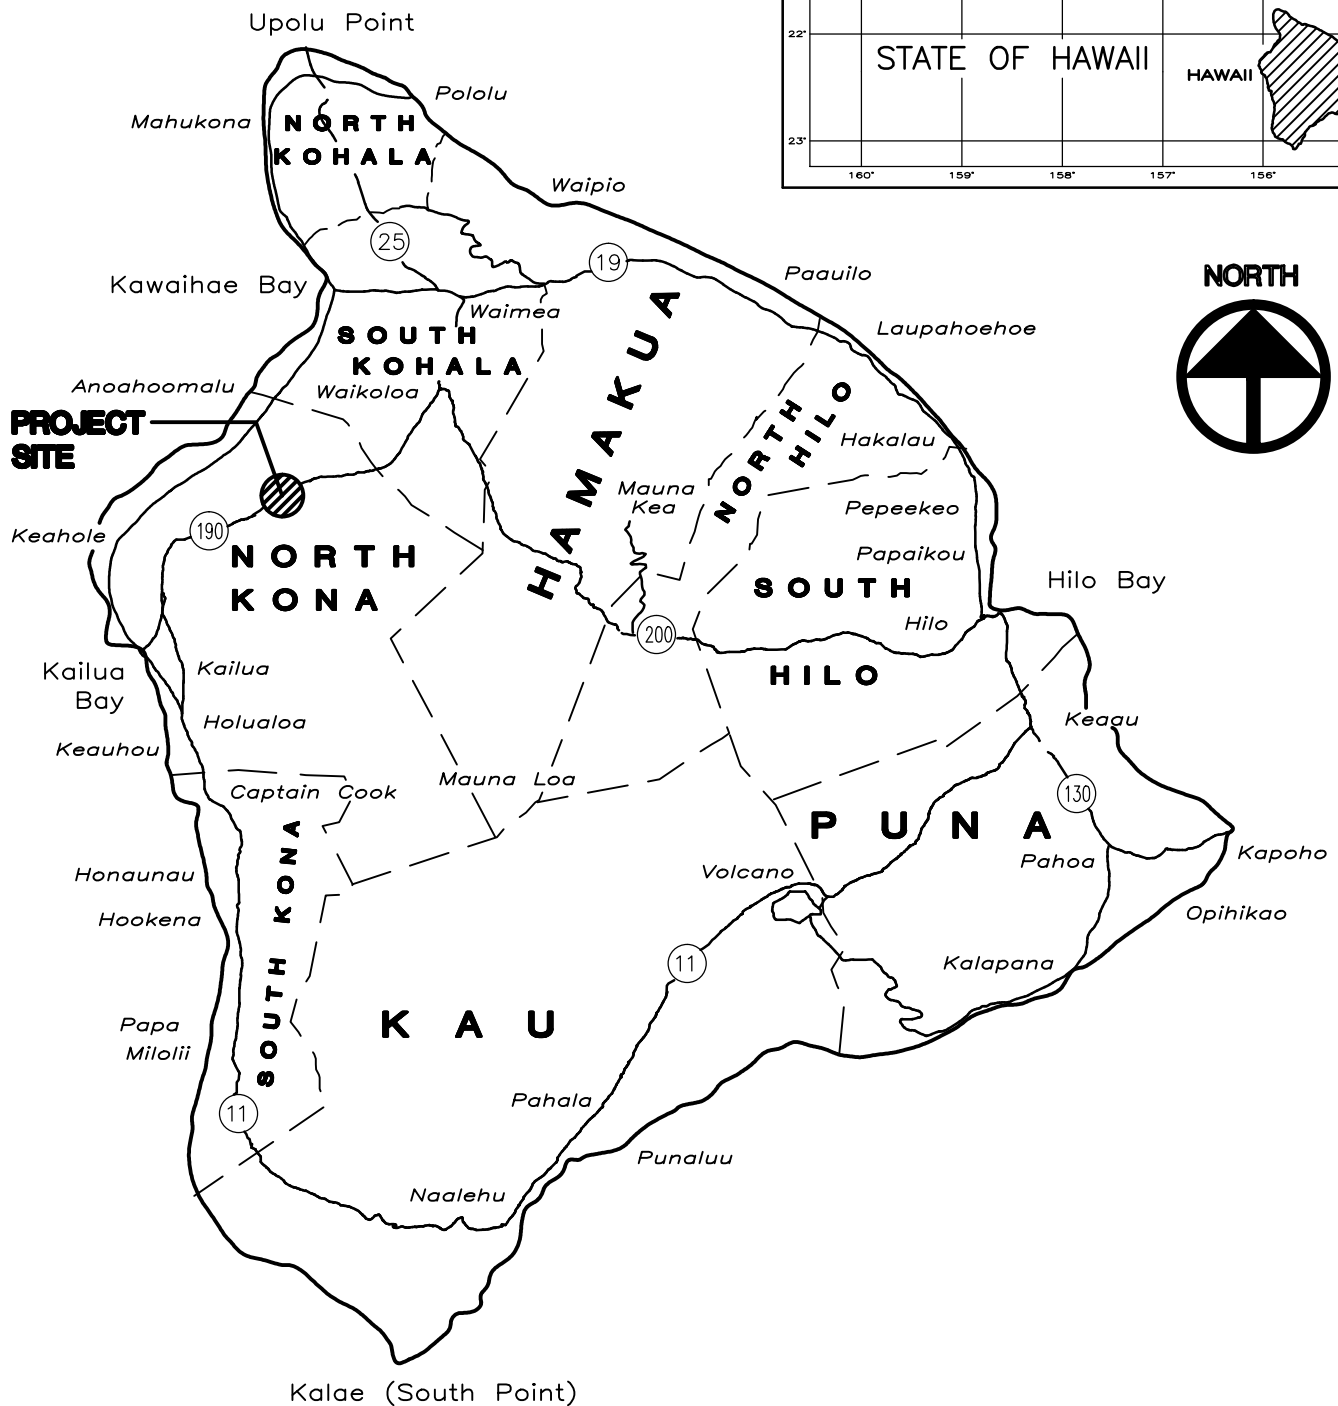 Upolu Point
22°
STATE OF HAWAII
HAWAII
23°
160°
159°
158°
157°
156°
Pololu
Mahukona
NORTH
KOHALA
Waipio
25
19
Kawaihae Bay
Paauilo
NORTH
Waimea
Laupahoehoe
SOUTH
KOHALA
HAMAKUA
Anoahoomalu
Waikoloa
PROJECT
SITE
NORTH
HILO
Hakalau
Mauna
Kea
Pepeekeo
Keahole
190
NORTH
KONA
Papaikou
SOUTH
Hilo Bay
Hilo
200
Kailua
Bay
Kailua
HILO
Holualoa
Keaau
Keauhou
Mauna Loa
Captain Cook
130
PUNA
Pahoa
Kapoho
Volcano
Honaunau
SOUTH KONA
Hookena
Opihikao
11
Kalapana
KAU
Papa
Milolii
Pahala
11
Punaluu
Naalehu
Kalae (South Point)